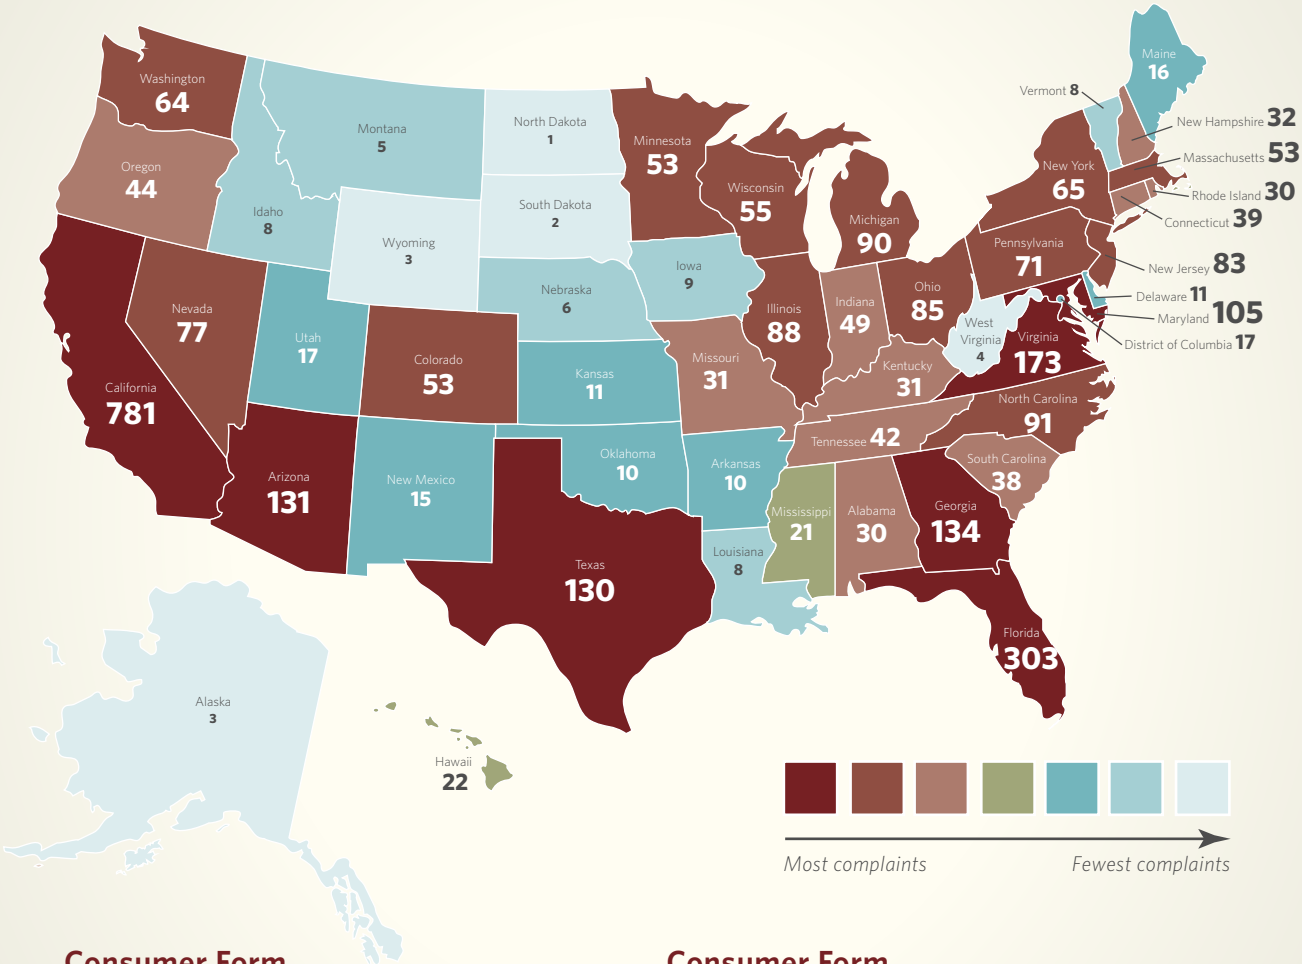 Maine
16
Washington
64
Vermont 8
New Hampshire 32
Montana
5
North Dakota
1
Minnesota
53
Massachusetts 53
Oregon
44
New York
65
Wisconsin
55
Rhode Island 30
Idaho
8
South Dakota
2
Michigan
90
Connecticut 39
Wyoming
3
Pennsylvania
71
New Jersey 83
Iowa
9
Nebraska
6
Delaware 11
Nevada
77
Illinois
88
Indiana
49
Ohio
85
Maryland 105
West
Virginia
4
Virginia
173
District of Columbia 17
Utah
17
Colorado
53
Missouri
31
Kentucky
31
Kansas
11
California
781
North Carolina
91
Tennessee 42
Oklahoma
10
Arkansas
10
South Carolina
38
Arizona
131
New Mexico
15
Mississippi
21
Alabama
30
Georgia
134
Louisiana
8
Texas
130
Florida
303
Alaska
3
Hawaii
22
Most complaints
Fewest complaints
Consumer Form
Consumer Form